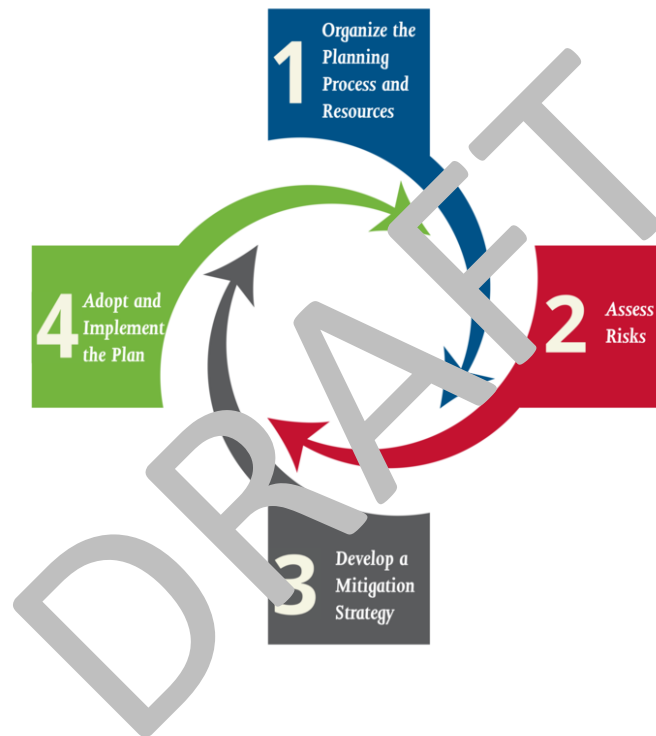 1
Organize the
Planning
Process and
Resources
2
Assess
Risks
3
Develop a
Mitigation
Strategy
4
Adopt and
Implement
the Plan
DRAFT